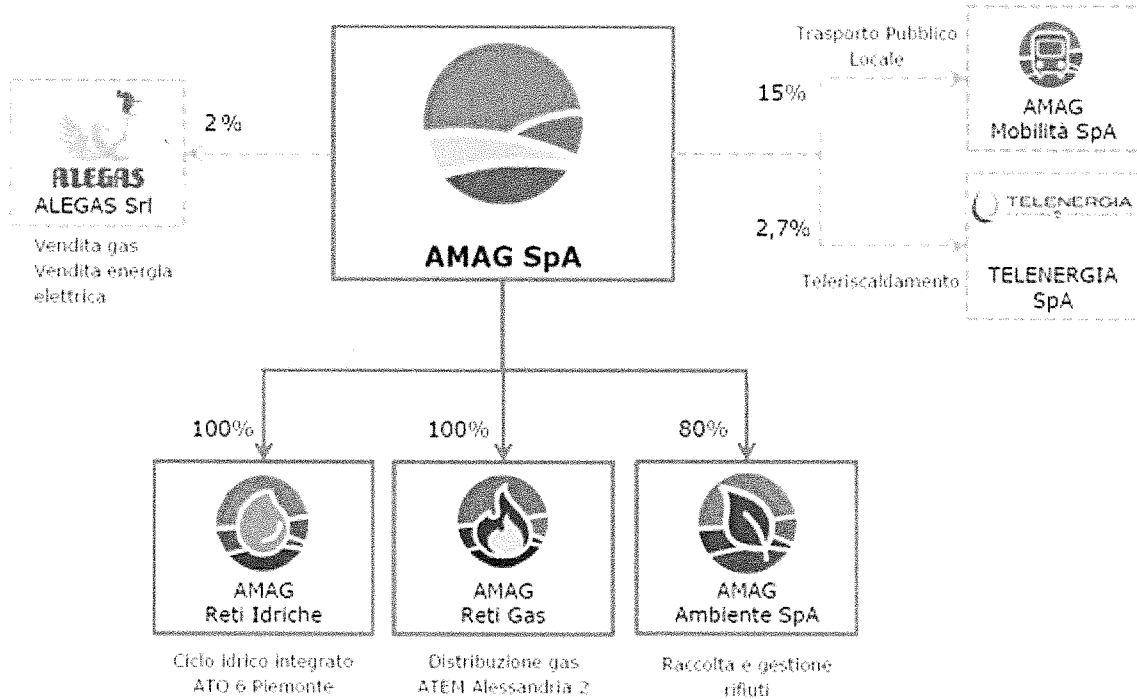 ALEGAS
ALEGAS Srl
Vendita gas
Vendita energia
elettrica
2%
AMAG SpA
Trasporto Pubblico
Locale
15%
AMAG
Mobilità SpA
2,7%
Teleriscaldamento
TELENERGIA
TELENERGIA
SpA
100%
AMAG
Reti Idriche
Ciclo idrico integrato
ATO 6 Piemonte
100%
AMAG
Reti Gas
Distribuzione gas
ATEM Alessandria 2
80%
AMAG
Ambiente SpA
Raccolta e gestione
rifiuti